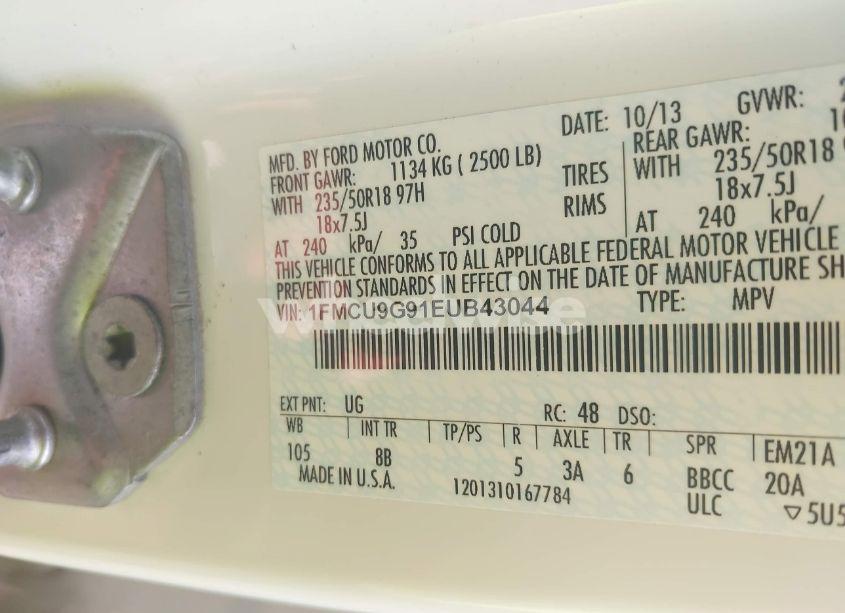 MFD. BY FORD MOTOR CO.
DATE: 10/13
GVWR:
FRONT GAWR: 1134 KG ( 2500 LB)
REAR GAWR:
WITH 235/50R18 97H
TIRES
WITH 235/50R18
18x7.5J
RIMS
18x7.5J
AT 240 kPa/ 35 PSI COLD
AT 240 kPa/
THIS VEHICLE CONFORMS TO ALL APPLICABLE FEDERAL MOTOR VEHICLE
PREVENTION STANDARDS IN EFFECT ON THE DATE OF MANUFACTURE SH
VIN: 1FMCU9G91EUB43044
TYPE: MPV
EXT PNT: UG RC: 48 DSO:
WB INT TR TP/PS R AXLE TR SPR EM21A
105 8B 5 3A 6 BBCC 20A
MADE IN U.S.A. 1201310167784 ULC ▽5U5